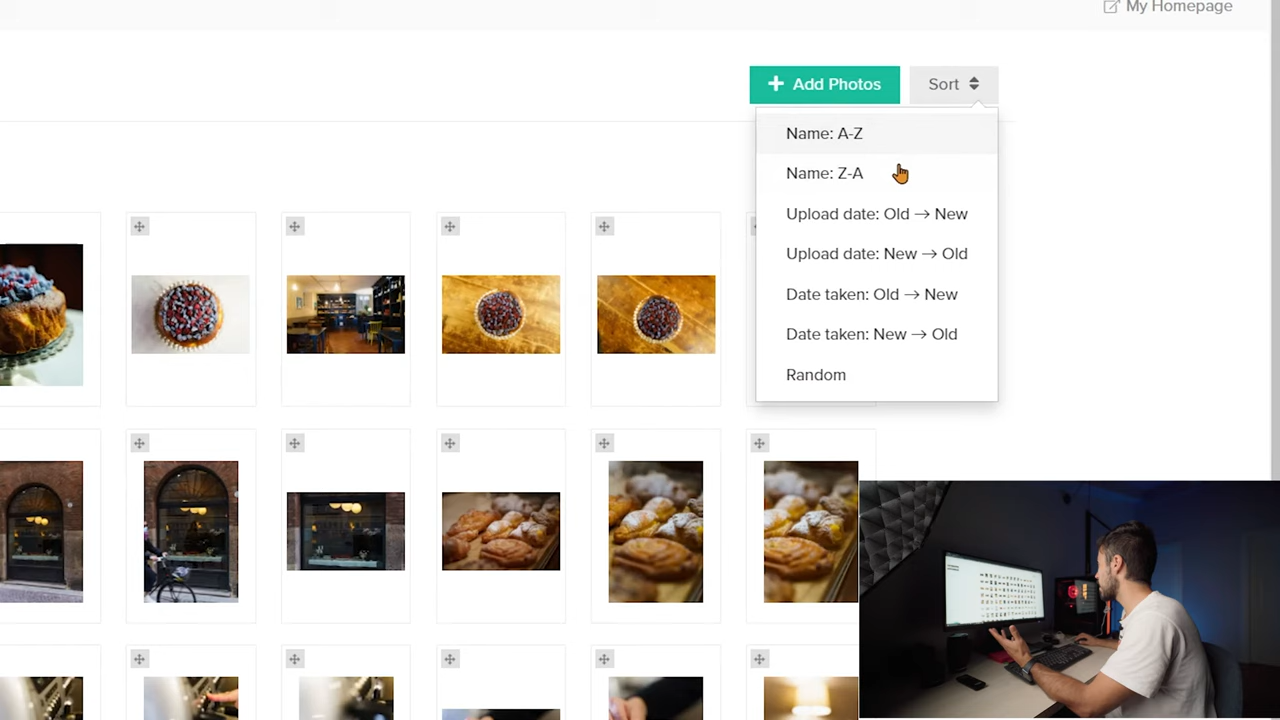 My Homepage
Add Photos
Sort
Name: A-Z
Name: Z-A
Upload date: Old → New
Upload date: New → Old
Date taken: Old → New
Date taken: New → Old
Random